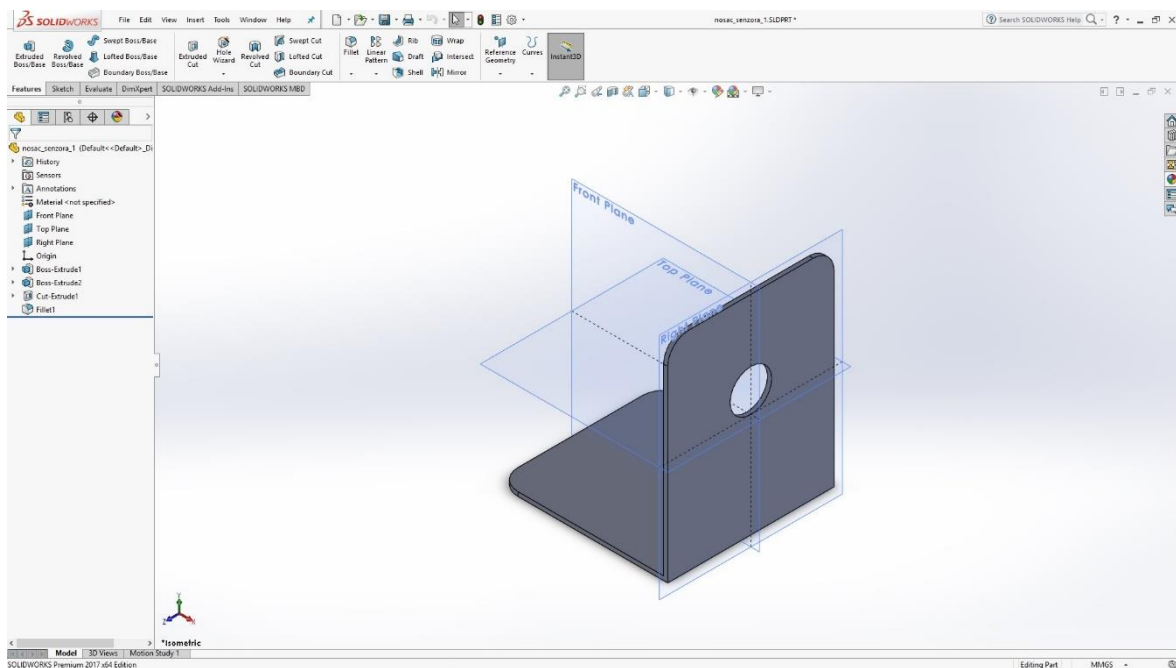 SOLIDWORKS File Edit View Insert Tools Window Help nosac_senzora_1.SLDPRT * Search SOLIDWORKS Help
Extruded Boss/Base Revolved Boss/Base Swept Boss/Base Lofted Boss/Base Boundary Boss/Base Extruded Cut Hole Wizard Revolved Cut Swept Cut Lofted Cut Boundary Cut Fillet Linear Pattern Rib Draft Shell Wrap Intersect Mirror Reference Geometry Curves Instant3D
Features Sketch Evaluate DimXpert SOLIDWORKS Add-Ins SOLIDWORKS MBD
nosac_senzora_1 (Default<<Default>_Di
History
Sensors
Annotations
Material <not specified>
Front Plane
Top Plane
Right Plane
Origin
Boss-Extrude1
Boss-Extrude2
Cut-Extrude1
Fillet1
Front Plane
Top Plane
Right Plane
*Isometric
Model 3D Views Motion Study 1
SOLIDWORKS Premium 2017 x64 Edition Editing Part MMGS